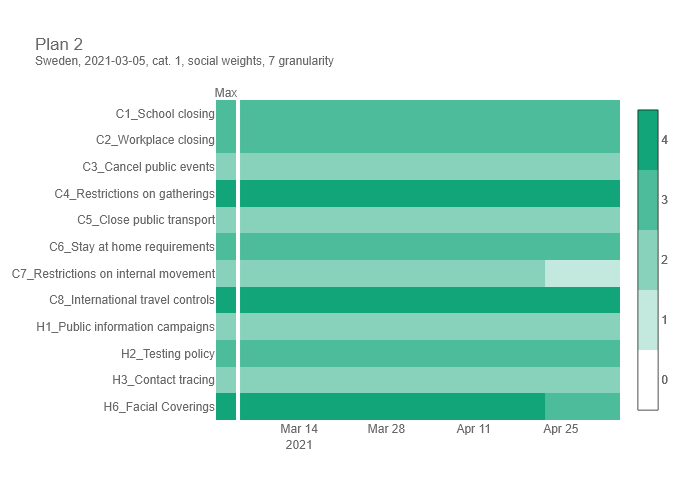 Plan 2
Sweden, 2021-03-05, cat. 1, social weights, 7 granularity
Max
C1_School closing
C2_Workplace closing
C3_Cancel public events
C4_Restrictions on gatherings
C5_Close public transport
C6_Stay at home requirements
C7_Restrictions on internal movement
C8_International travel controls
H1_Public information campaigns
H2_Testing policy
H3_Contact tracing
H6_Facial Coverings
Mar 14 Mar 28 Apr 11 Apr 25
2021
4
3
2
1
0